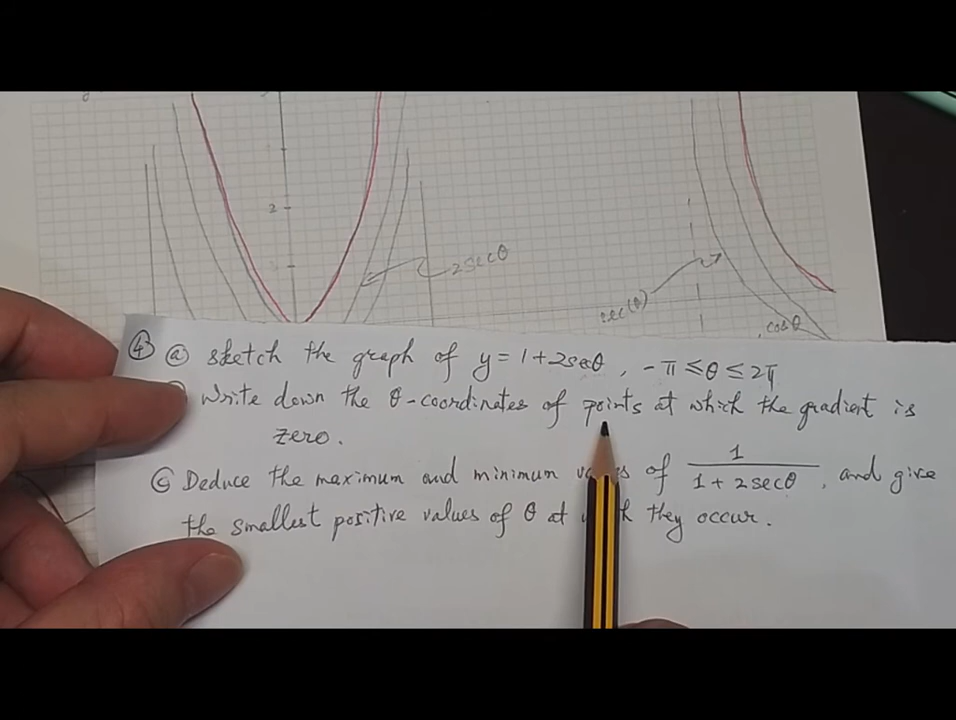 2
2secθ
sec(θ)
cosθ
④ ⓐ sketch the graph of y = 1 + 2secθ , -π ≤ θ ≤ 2π
Write down the θ-coordinates of points at which the gradient is
zero.
ⓒ Deduce the maximum and minimum of 1/(1 + 2secθ) , and give
the smallest positive values of θ at they occur.